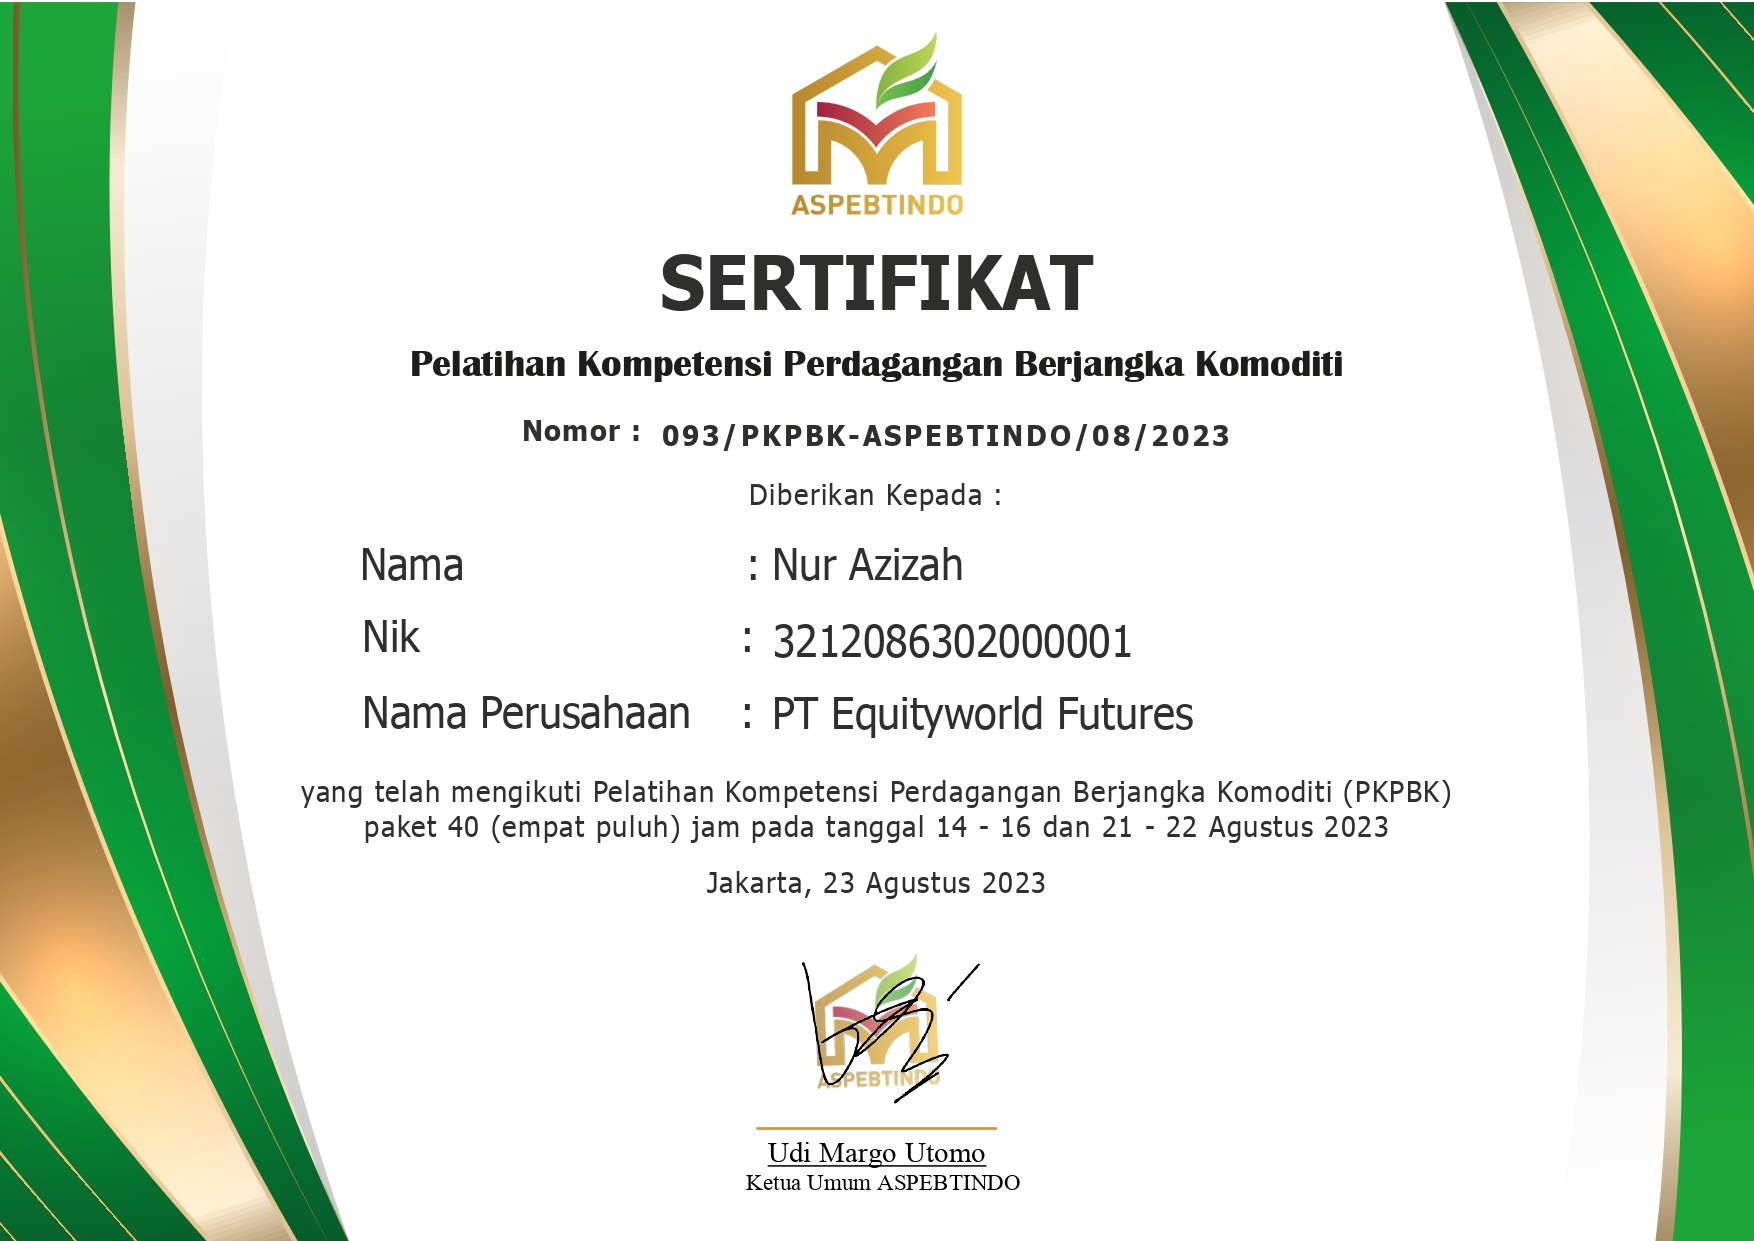 ASPEBTINDO
SERTIFIKAT
Pelatihan Kompetensi Perdagangan Berjangka Komoditi
Nomor : 093/PKPBK-ASPEBTINDO/08/2023
Diberikan Kepada :
Nama : Nur Azizah
Nik : 3212086302000001
Nama Perusahaan : PT Equityworld Futures
yang telah mengikuti Pelatihan Kompetensi Perdagangan Berjangka Komoditi (PKPBK)
paket 40 (empat puluh) jam pada tanggal 14 - 16 dan 21 - 22 Agustus 2023
Jakarta, 23 Agustus 2023
ASPEBTINDO
Udi Margo Utomo
Ketua Umum ASPEBTINDO